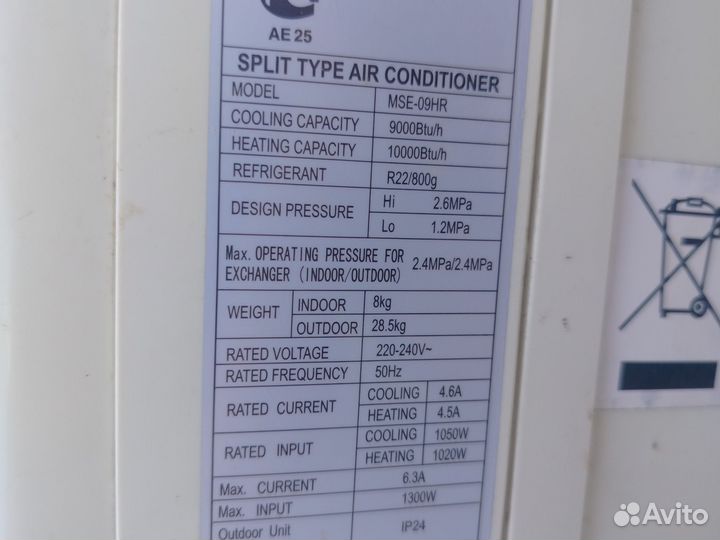 AE 25
SPLIT TYPE AIR CONDITIONER
MODEL MSE-09HR
COOLING CAPACITY 9000Btu/h
HEATING CAPACITY 10000Btu/h
REFRIGERANT R22/800g
DESIGN PRESSURE Hi 2.6MPa
Lo 1.2MPa
Max. OPERATING PRESSURE FOR
EXCHANGER (INDOOR/OUTDOOR) 2.4MPa/2.4MPa
WEIGHT INDOOR 8kg
OUTDOOR 28.5kg
RATED VOLTAGE 220-240V~
RATED FREQUENCY 50Hz
RATED CURRENT COOLING 4.6A
HEATING 4.5A
RATED INPUT COOLING 1050W
HEATING 1020W
Max. CURRENT 6.3A
Max. INPUT 1300W
Outdoor Unit IP24
Avito